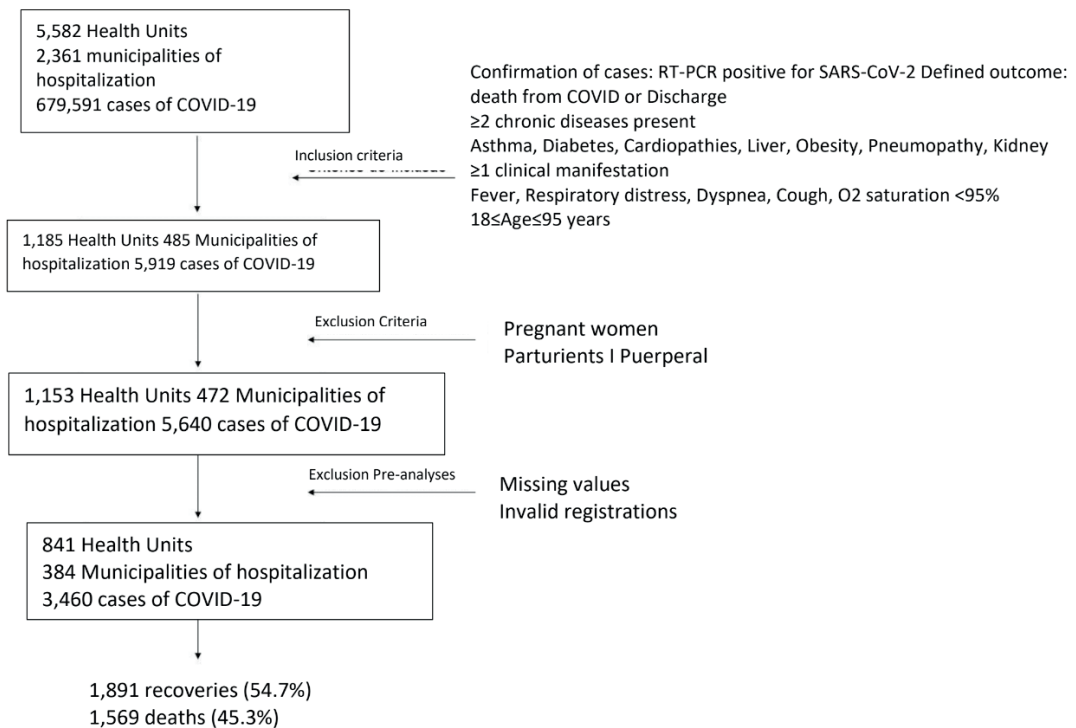 5,582 Health Units
2,361 municipalities of
hospitalization
679,591 cases of COVID-19
Confirmation of cases: RT-PCR positive for SARS-CoV-2 Defined outcome:
death from COVID or Discharge
≥2 chronic diseases present
Asthma, Diabetes, Cardiopathies, Liver, Obesity, Pneumopathy, Kidney
≥1 clinical manifestation
Fever, Respiratory distress, Dyspnea, Cough, O2 saturation <95%
18≤Age≤95 years
Inclusion criteria
1,185 Health Units 485 Municipalities of
hospitalization 5,919 cases of COVID-19
Exclusion Criteria
Pregnant women
Parturients I Puerperal
1,153 Health Units 472 Municipalities of
hospitalization 5,640 cases of COVID-19
Exclusion Pre-analyses
Missing values
Invalid registrations
841 Health Units
384 Municipalities of hospitalization
3,460 cases of COVID-19
1,891 recoveries (54.7%)
1,569 deaths (45.3%)